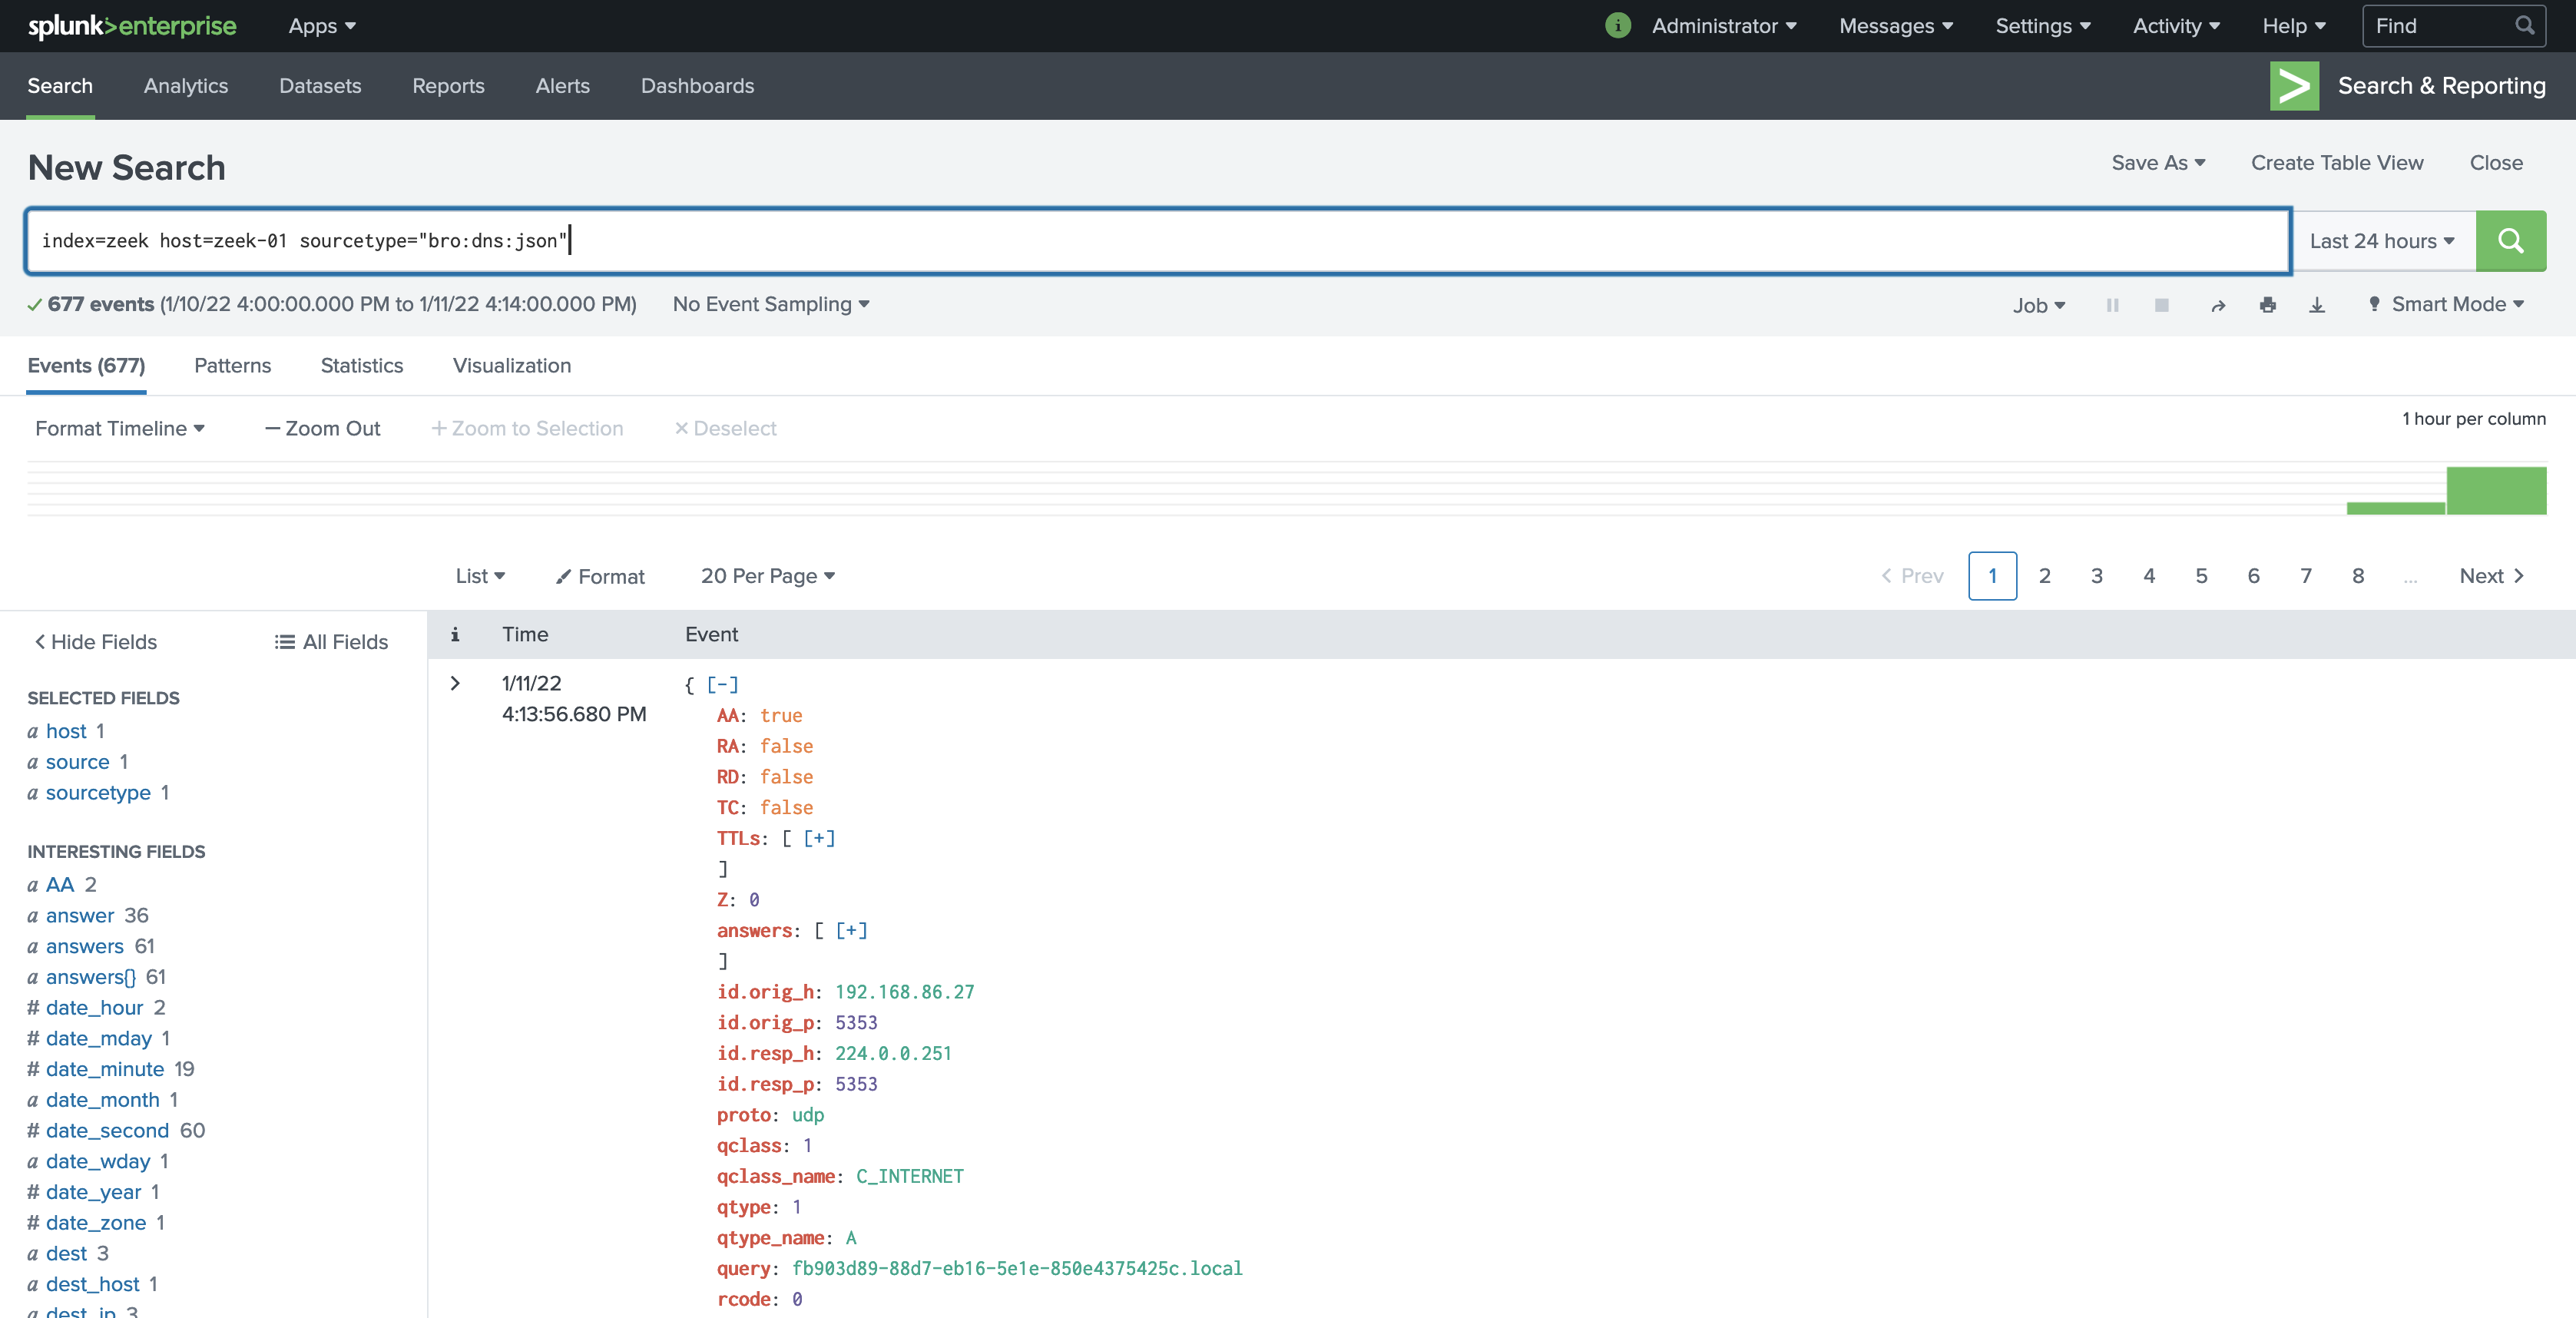 splunk>enterprise Apps Administrator Messages Settings Activity Help Find
Search Analytics Datasets Reports Alerts Dashboards Search & Reporting
New Search Save As Create Table View Close
index=zeek host=zeek-01 sourcetype="bro:dns:json" Last 24 hours
677 events (1/10/22 4:00:00.000 PM to 1/11/22 4:14:00.000 PM) No Event Sampling Job Smart Mode
Events (677) Patterns Statistics Visualization
Format Timeline — Zoom Out + Zoom to Selection × Deselect 1 hour per column
List Format 20 Per Page < Prev 1 2 3 4 5 6 7 8 ... Next >
< Hide Fields All Fields
SELECTED FIELDS
a host 1
a source 1
a sourcetype 1
INTERESTING FIELDS
a AA 2
a answer 36
a answers 61
a answers{} 61
# date_hour 2
# date_mday 1
# date_minute 19
a date_month 1
# date_second 60
a date_wday 1
# date_year 1
# date_zone 1
a dest 3
a dest_host 1
a dest_ip 3
i Time Event
> 1/11/22
4:13:56.680 PM
{ [-]
AA: true
RA: false
RD: false
TC: false
TTLs: [ [+]
]
Z: 0
answers: [ [+]
]
id.orig_h: 192.168.86.27
id.orig_p: 5353
id.resp_h: 224.0.0.251
id.resp_p: 5353
proto: udp
qclass: 1
qclass_name: C_INTERNET
qtype: 1
qtype_name: A
query: fb903d89-88d7-eb16-5e1e-850e4375425c.local
rcode: 0